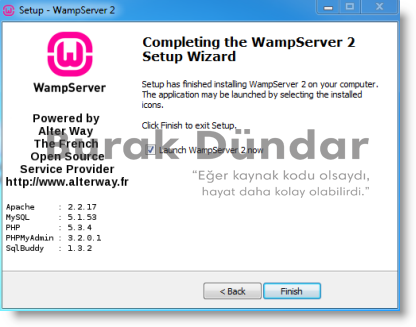 Setup - WampServer 2
WampServer
Powered by
Alter Way
The French
Open Source
Service Provider
http://www.alterway.fr
Apache : 2.2.17
MySQL : 5.1.53
PHP : 5.3.4
PHPMyAdmin : 3.2.0.1
SqlBuddy : 1.3.2
Completing the WampServer 2
Setup Wizard
Setup has finished installing WampServer 2 on your computer.
The application may be launched by selecting the installed
icons.
Click Finish to exit Setup.
Launch WampServer 2 now
Burak Dündar
“Eğer kaynak kodu olsaydı,
hayat daha kolay olabilirdi.”
< Back
Finish